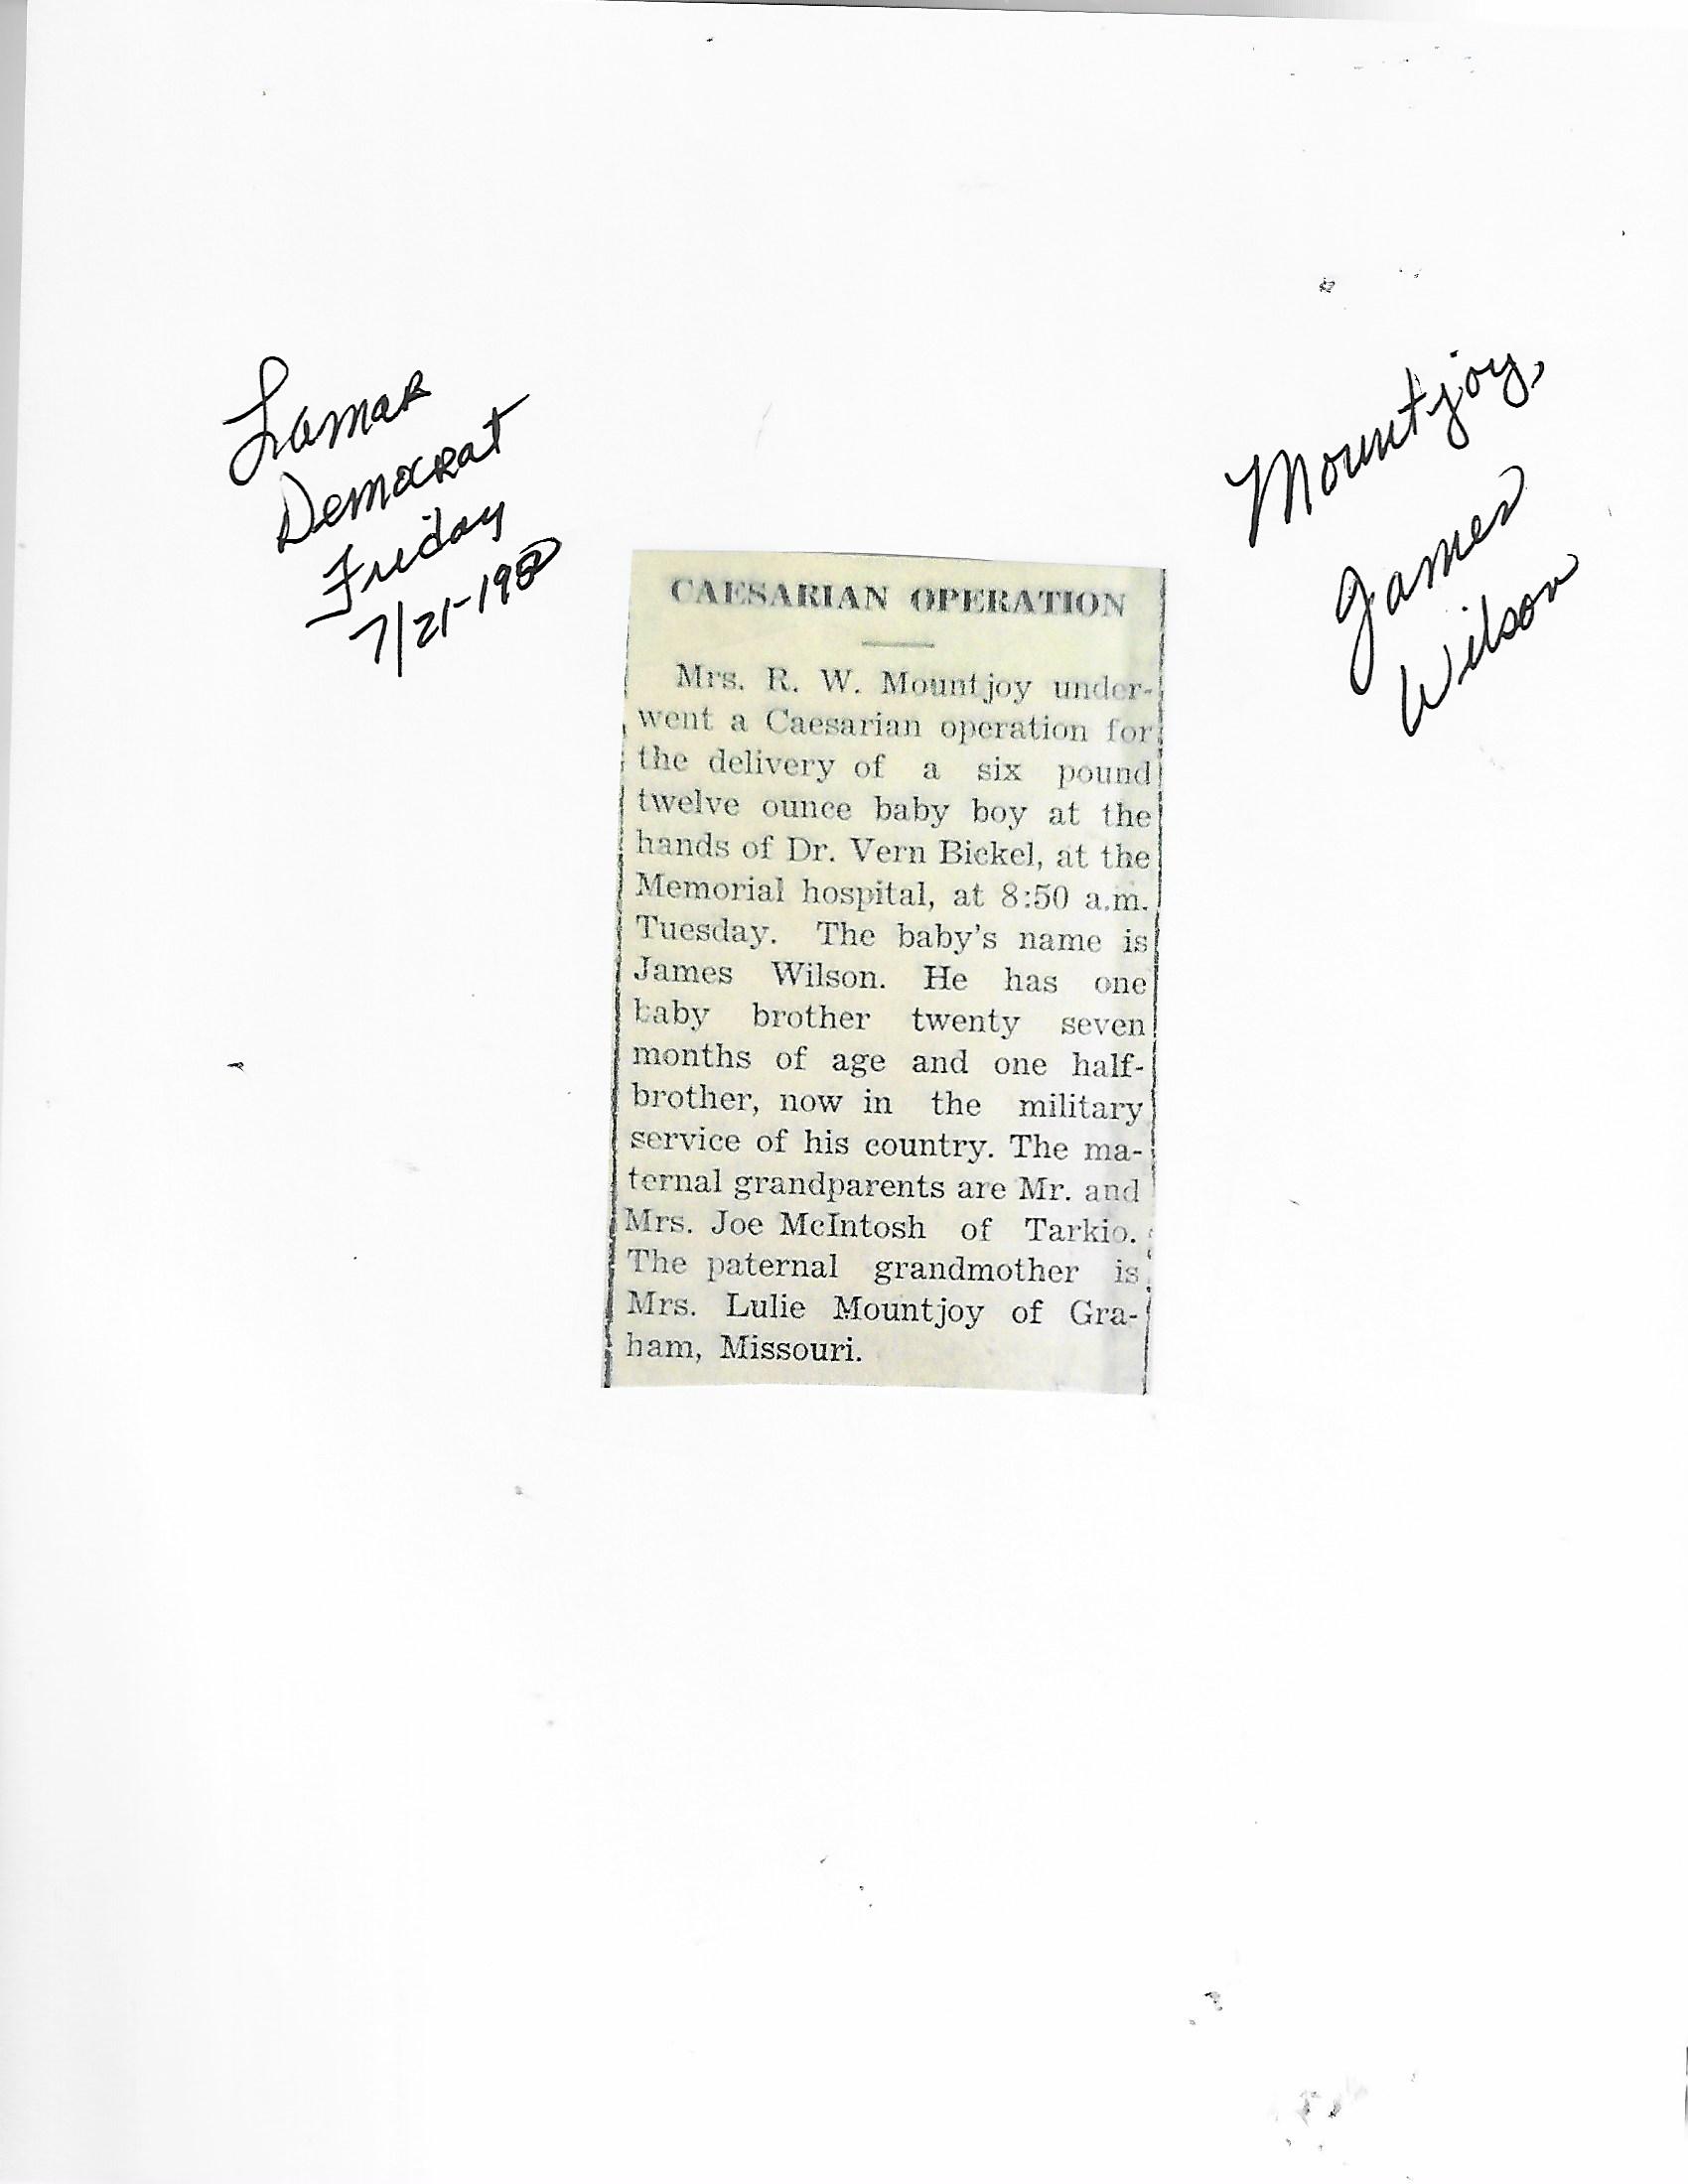 Lamar
Democrat
Friday
7/21-1950
Mountjoy,
James
Wilson
CAESARIAN OPERATION
Mrs. R. W. Mountjoy under-
went a Caesarian operation for
the delivery of a six pound
twelve ounce baby boy at the
hands of Dr. Vern Bickel, at the
Memorial hospital, at 8:50 a.m.
Tuesday. The baby's name is
James Wilson. He has one
baby brother twenty seven
months of age and one half-
brother, now in the military
service of his country. The ma-
ternal grandparents are Mr. and
Mrs. Joe McIntosh of Tarkio.
The paternal grandmother is
Mrs. Lulie Mountjoy of Gra-
ham, Missouri.